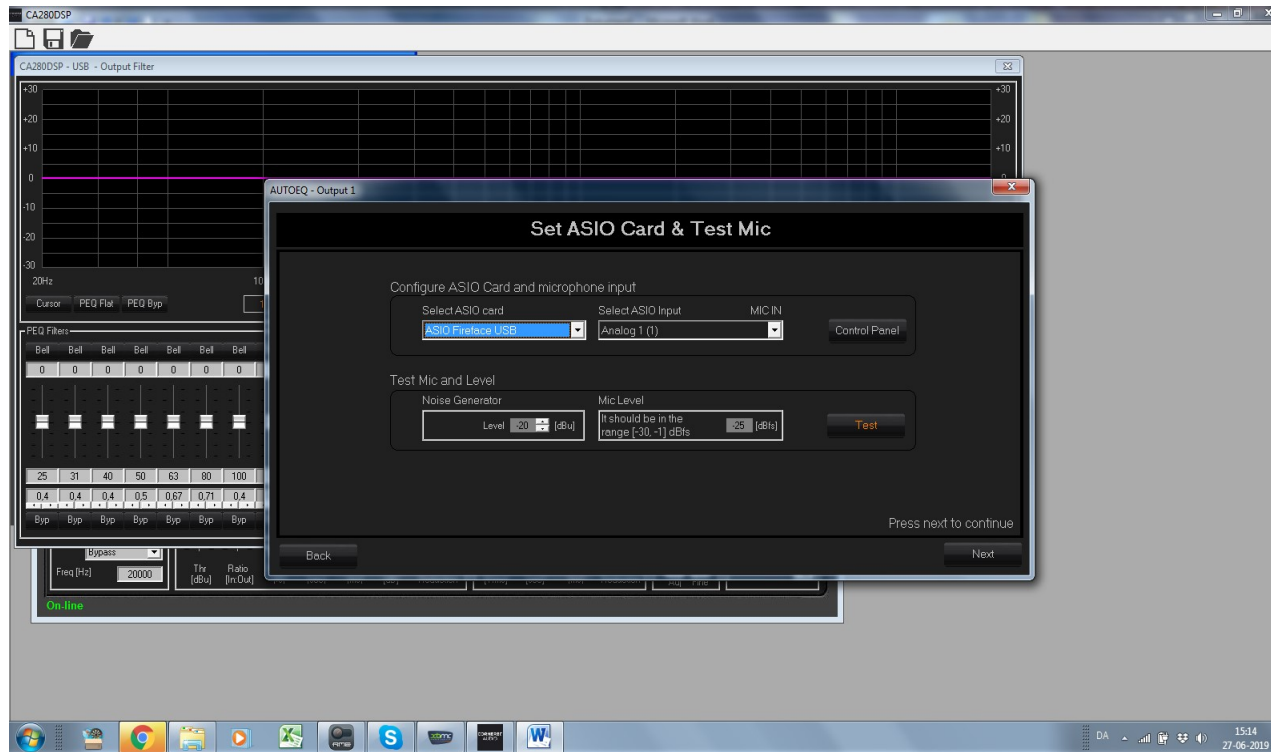 CA280DSP
CA280DSP - USB - Output Filter
+30 +30
+20 +20
+10 +10
0
-10
-20
-30
20Hz 10
Cursor PEQ Flat PEQ Byp
PEQ Filters
Bell Bell Bell Bell Bell Bell Bell
0 0 0 0 0 0 0
25 31 40 50 63 80 100
0,4 0,4 0,4 0,5 0,67 0,71 0,4
Byp Byp Byp Byp Byp Byp Byp
AUTOEQ - Output 1
Set ASIO Card & Test Mic
Configure ASIO Card and microphone input
Select ASIO card Select ASIO Input MIC IN
ASIO Fireface USB Analog 1 (1) Control Panel
Test Mic and Level
Noise Generator Mic Level
Level -20 [dBu] It should be in the
range [-30, -1] dBfs -25 [dBfs] Test
Press next to continue
Back Next
Bypass
Freq [Hz] 20000 Thr Ratio
[dBu] [In:Out]
On-line
DA 15:14
27-06-2019